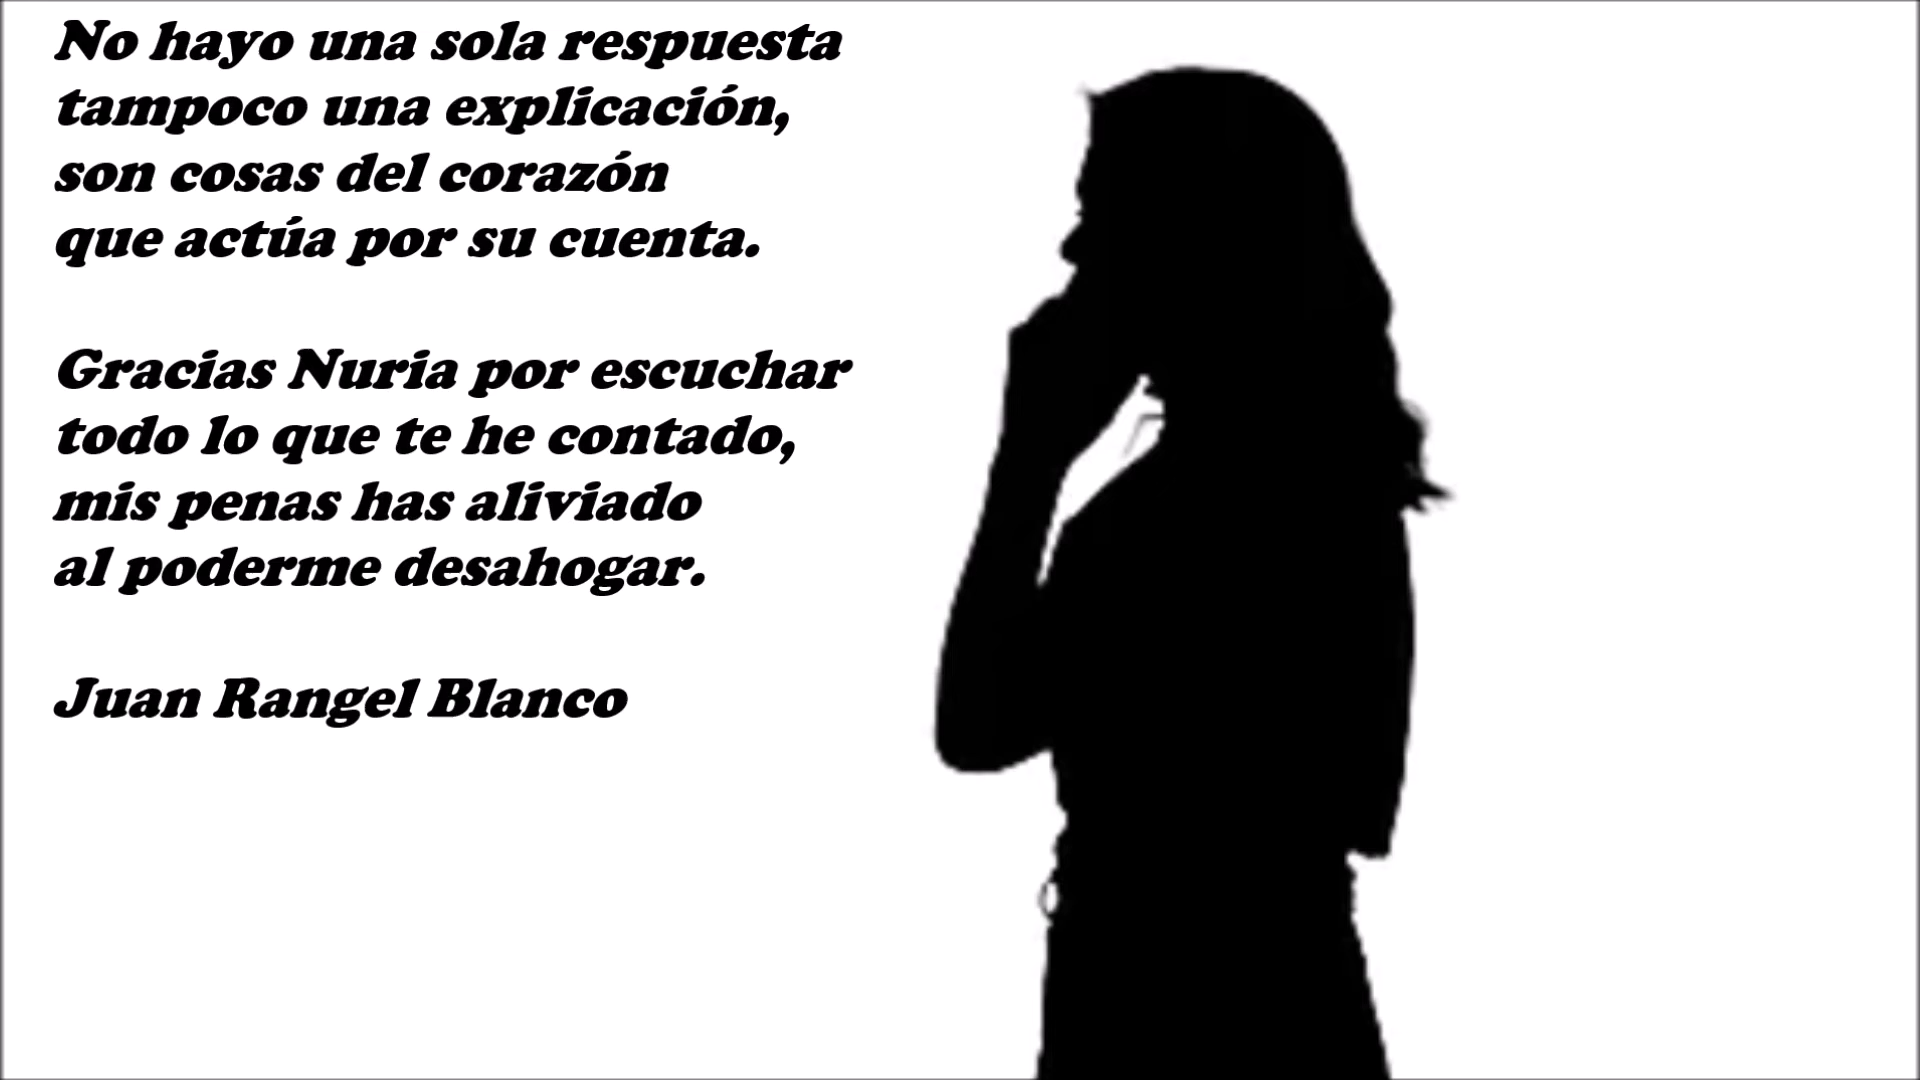 No hayo una sola respuesta
tampoco una explicación,
son cosas del corazón
que actúa por su cuenta.
Gracias Nuria por escuchar
todo lo que te he contado,
mis penas has aliviado
al poderme desahogar.
Juan Rangel Blanco